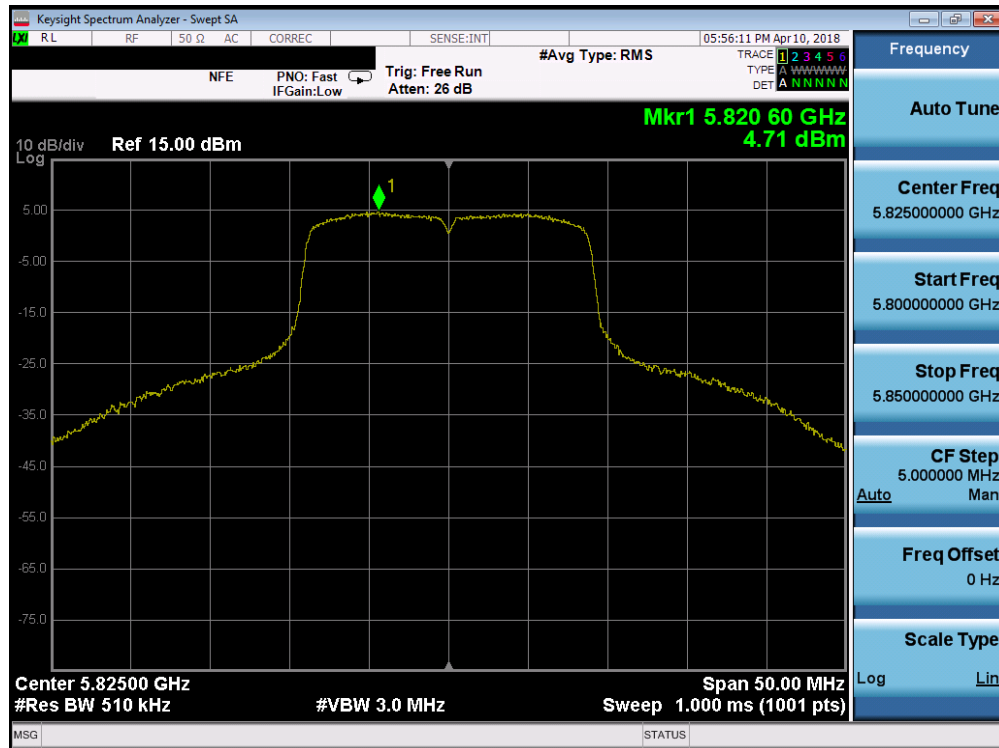 Keysight Spectrum Analyzer - Swept SA
LXI RL RF 50 Ω AC CORREC SENSE:INT 05:56:11 PM Apr 10, 2018
#Avg Type: RMS TRACE 1 2 3 4 5 6
NFE PNO: Fast Trig: Free Run TYPE A WWWWW
IFGain:Low Atten: 26 dB DET A N N N N N
Mkr1 5.820 60 GHz
4.71 dBm
10 dB/div Ref 15.00 dBm
Log
1
5.00
-5.00
-15.0
-25.0
-35.0
-45.0
-55.0
-65.0
-75.0
Center 5.82500 GHz Span 50.00 MHz
#Res BW 510 kHz #VBW 3.0 MHz Sweep 1.000 ms (1001 pts)
MSG STATUS
Frequency
Auto Tune
Center Freq
5.825000000 GHz
Start Freq
5.800000000 GHz
Stop Freq
5.850000000 GHz
CF Step
5.000000 MHz
Auto Man
Freq Offset
0 Hz
Scale Type
Log Lin